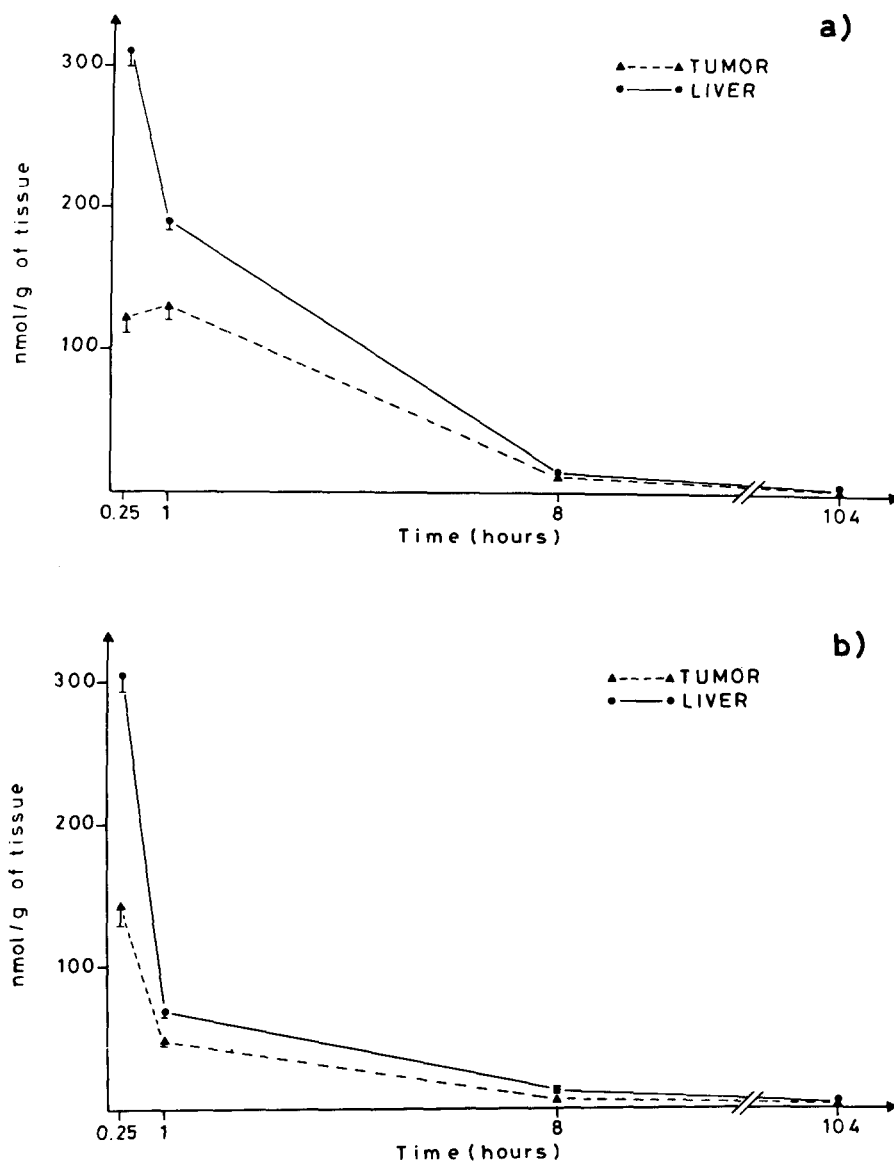 a)
TUMOR
LIVER
300
200
100
nmol/g of tissue
0.25 1 8 104
Time (hours)
b)
TUMOR
LIVER
300
200
100
nmol/g of tissue
0.25 1 8 104
Time (hours)